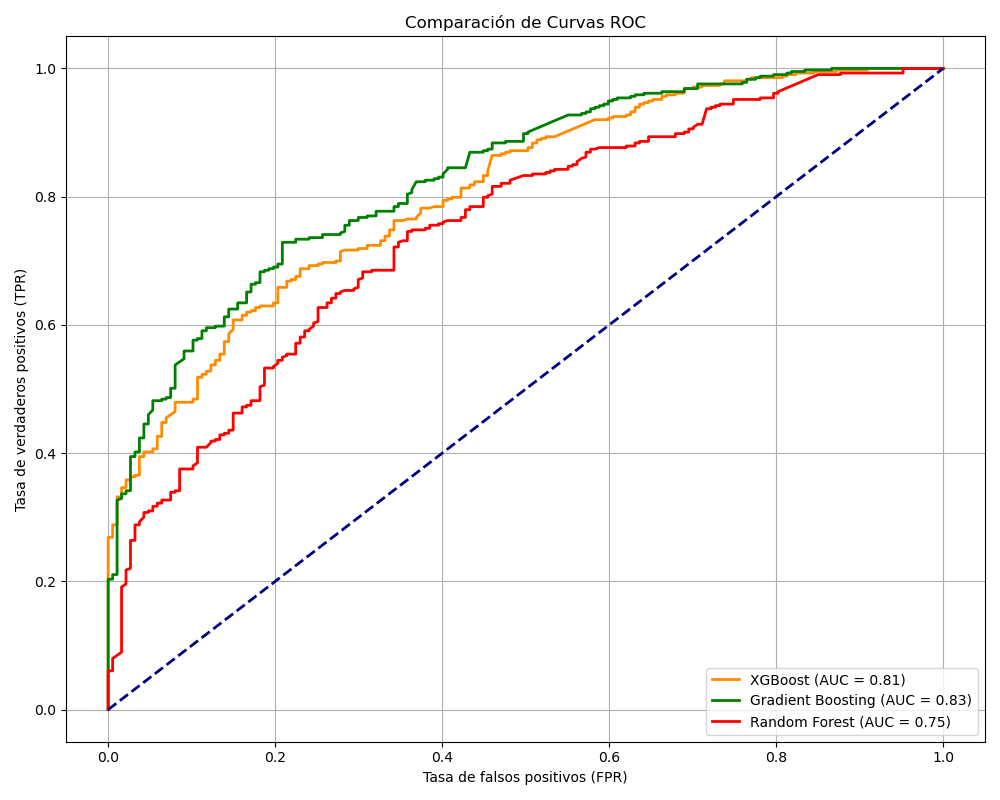 Comparación de Curvas ROC
Tasa de verdaderos positivos (TPR)
1.0
0.8
0.6
0.4
0.2
0.0
XGBoost (AUC = 0.81)
Gradient Boosting (AUC = 0.83)
Random Forest (AUC = 0.75)
0.0 0.2 0.4 0.6 0.8 1.0
Tasa de falsos positivos (FPR)